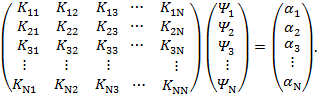 (K₁₁ K₁₂ K₁₃ ⋯ K₁N) (Ψ₁) = (α₁)
(K₂₁ K₂₂ K₂₃ ⋯ K₂N) (Ψ₂) = (α₂)
(K₃₁ K₃₂ K₃₃ ⋯ K₃N) (Ψ₃) = (α₃)
(⋮ ⋮ ⋮ ⋱ ⋮) (⋮) = (⋮)
(KN₁ KN₂ KN₃ ⋯ KNN) (ΨN) = (αN).